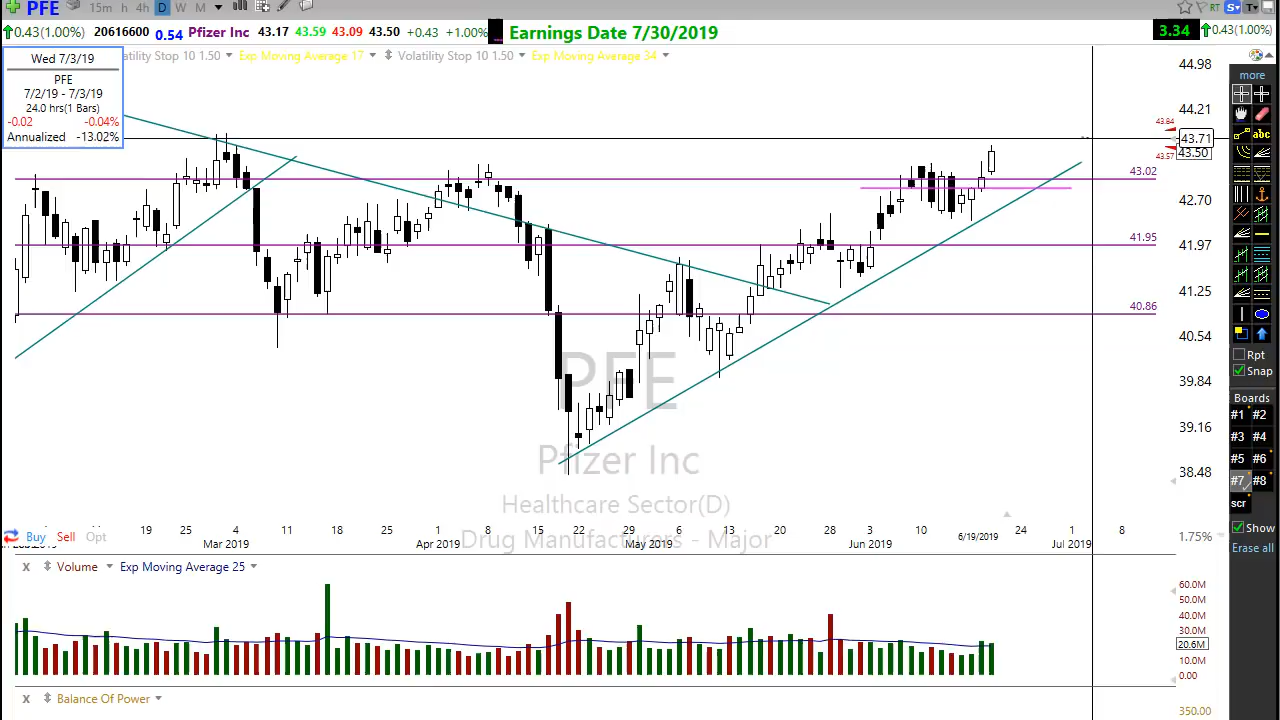 PFE 15m h 4h D W M RT S T
0.43(1.00%) 20616600 0.54 Pfizer Inc 43.17 43.59 43.09 43.50 +0.43 +1.00% Earnings Date 7/30/2019 3.34 0.43(1.00%)
atility Stop 10 1.50 Exp Moving Average 17 Volatility Stop 10 1.50 Exp Moving Average 34
Wed 7/3/19
PFE
7/2/19 - 7/3/19
24.0 hrs(1 Bars)
-0.02 -0.04%
Annualized -13.02%
44.98
44.21
43.84
43.71
43.57
43.50
43.02
42.70
41.95
41.97
41.25
40.86
40.54
39.84
39.16
38.48
1.75%
PFE
Pfizer Inc
Healthcare Sector(D)
Drug Manufacturers - Major
more
abc
Rpt
Snap
Boards
#1 #2
#3 #4
#5 #6
#7 #8
scr
Show
Erase all
Buy Sell Opt
19 25 4 11 18 25 1 8 15 22 29 6 13 20 28 3 10 6/19/2019 24 1 8
Mar 2019 Apr 2019 May 2019 Jun 2019 Jul 2019
x Volume Exp Moving Average 25
60.0M
50.0M
40.0M
30.0M
20.6M
10.0M
0.00
x Balance Of Power
350.00